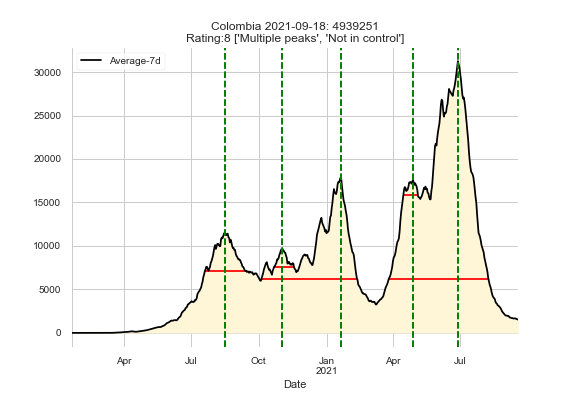 Colombia 2021-09-18: 4939251
Rating:8 ['Multiple peaks', 'Not in control']
Average-7d
30000
25000
20000
15000
10000
5000
0
Apr Jul Oct Jan Apr Jul
2021
Date